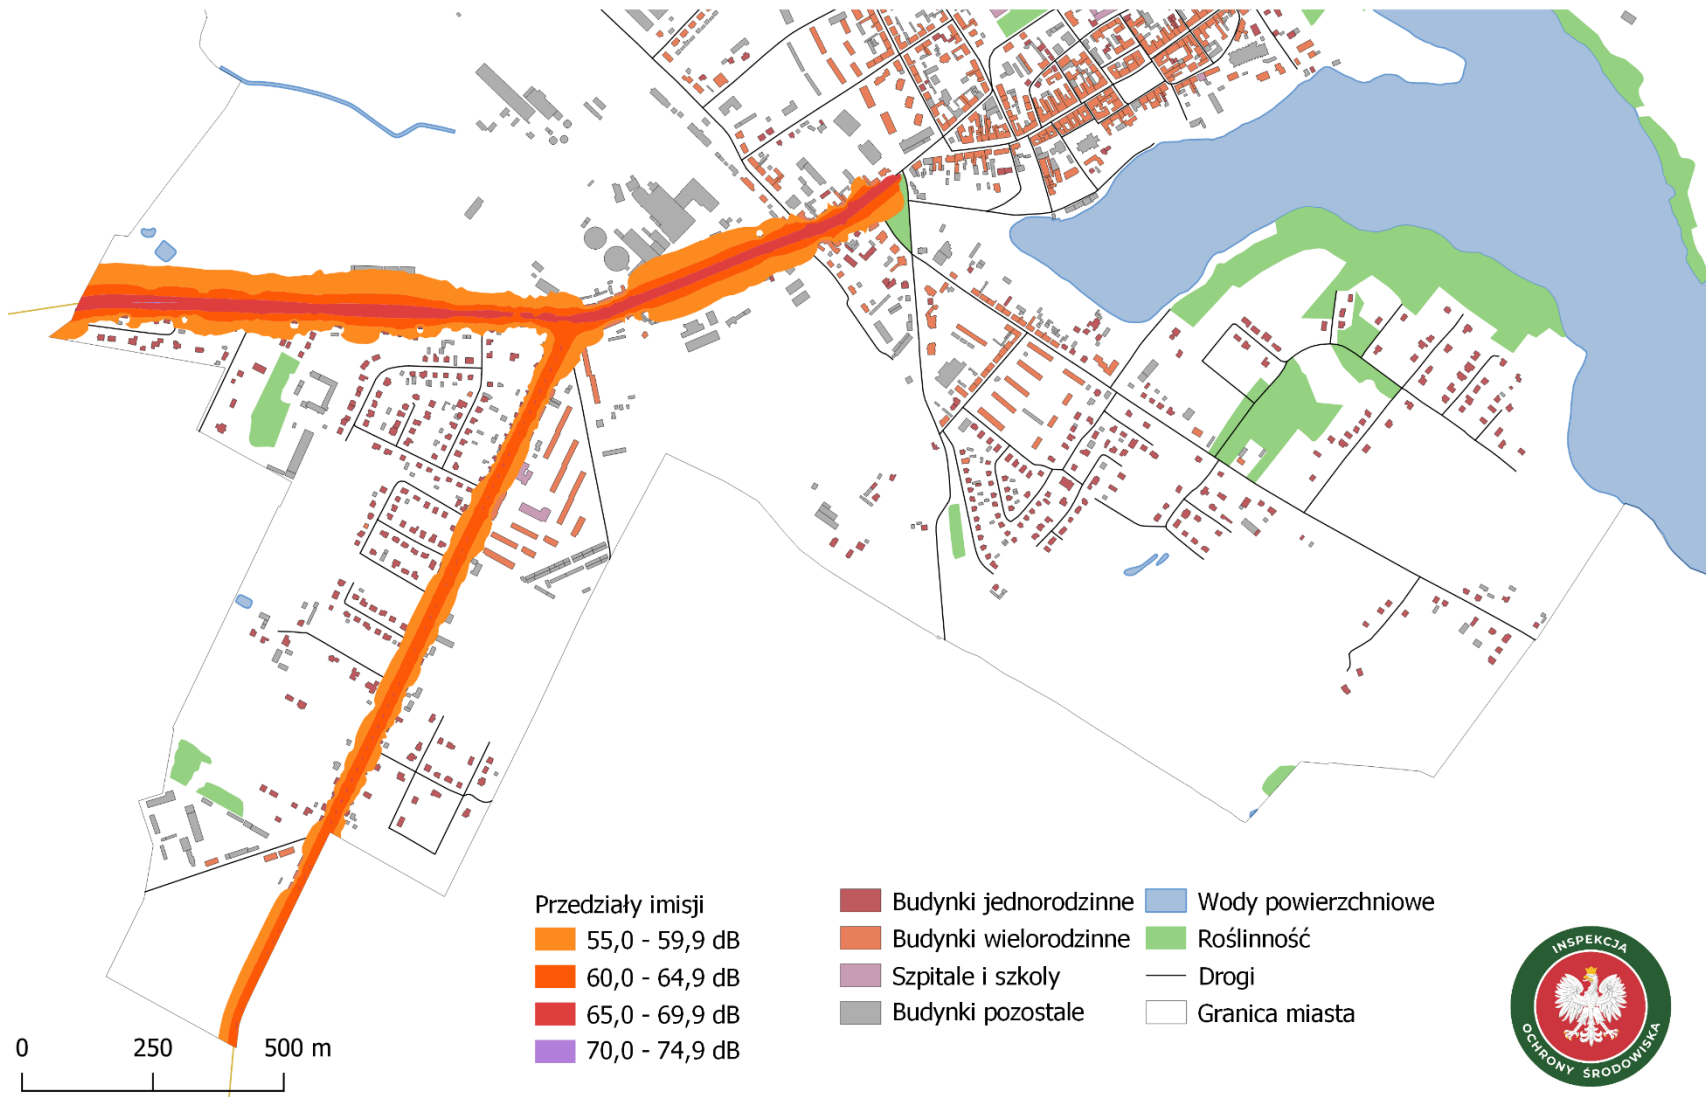 Przedziały imisji
55,0 - 59,9 dB
60,0 - 64,9 dB
65,0 - 69,9 dB
70,0 - 74,9 dB
Budynki jednorodzinne
Budynki wielorodzinne
Szpitale i szkoly
Budynki pozostale
Wody powierzchniowe
Roślinność
Drogi
Granica miasta
0 250 500 m
INSPEKCJA
OCHRONY ŚRODOWISKA